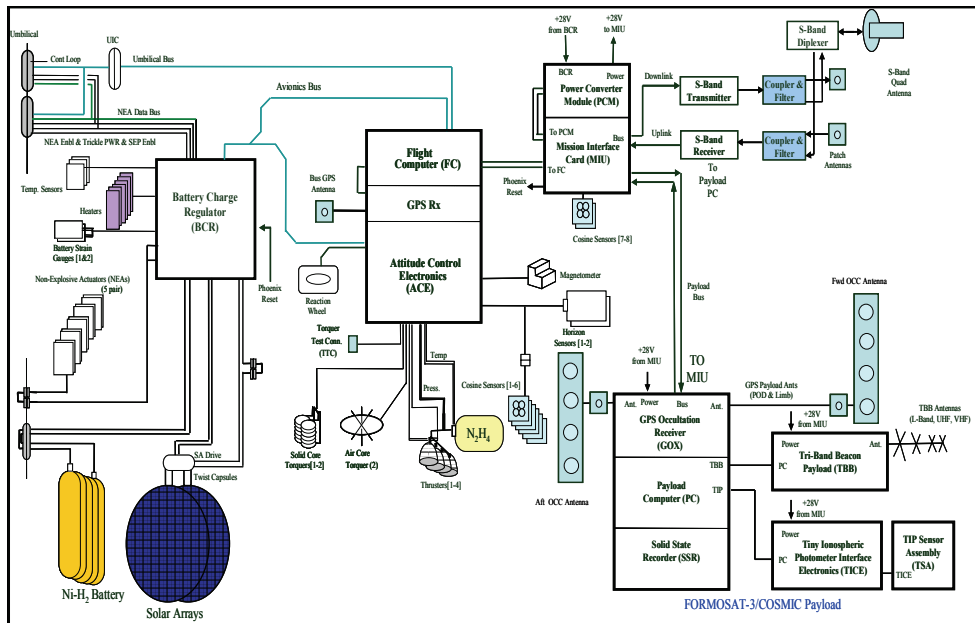 Umbilical
UIC
Cont Loop
Umbilical Bus
Avionics Bus
NEA Data Bus
NEA Enbl & Trickle PWR & SEP Enbl
Temp. Sensors
Heaters
Battery Strain
Gauges [1&2]
Non-Explosive Actuators (NEAs)
(5 pair)
Battery Charge
Regulator
(BCR)
Phoenix
Reset
SA Drive
Twist Capsules
Ni-H2 Battery
Solar Arrays
Bus GPS
Antenna
Reaction
Wheel
Flight
Computer (FC)
GPS Rx
Attitude Control
Electronics
(ACE)
Torquer
Test Conn.
(TTC)
Solid Core
Torquers[1-2]
Air Core
Torquer (2)
Temp
Press.
N2H4
Thrusters[1-4]
Cosine Sensors [1-6]
Magnetometer
Horizon
Sensors [1-2]
+28V
from BCR
+28V
to MIU
BCR
Power
Power Converter
Module (PCM)
To PCM
Bus
Mission Interface
Card (MIU)
To FC
Phoenix
Reset
Cosine Sensors [7-8]
Downlink
Uplink
S-Band
Transmitter
S-Band
Receiver
To
Payload
PC
Coupler &
Filter
Coupler &
Filter
S-Band
Diplexer
S-Band
Quad
Antenna
Patch
Antennas
Payload
Bus
TO
MIU
+28V
from MIU
Fwd OCC Antenna
Aft OCC Antenna
GPS Payload Ants
(POD & Limb)
Ant.
Power
Bus
Ant.
GPS Occultation
Receiver
(GOX)
TBB
Payload
Computer (PC)
TIP
Solid State
Recorder (SSR)
+28V
from MIU
TBB Antennas
(L-Band, UHF, VHF)
Power
Ant.
Tri-Band Beacon
Payload (TBB)
PC
+28V
from MIU
Power
PC
Tiny Ionospheric
Photometer Interface
Electronics (TICE)
TIP Sensor
Assembly
(TSA)
TICE
FORMOSAT-3/COSMIC Payload